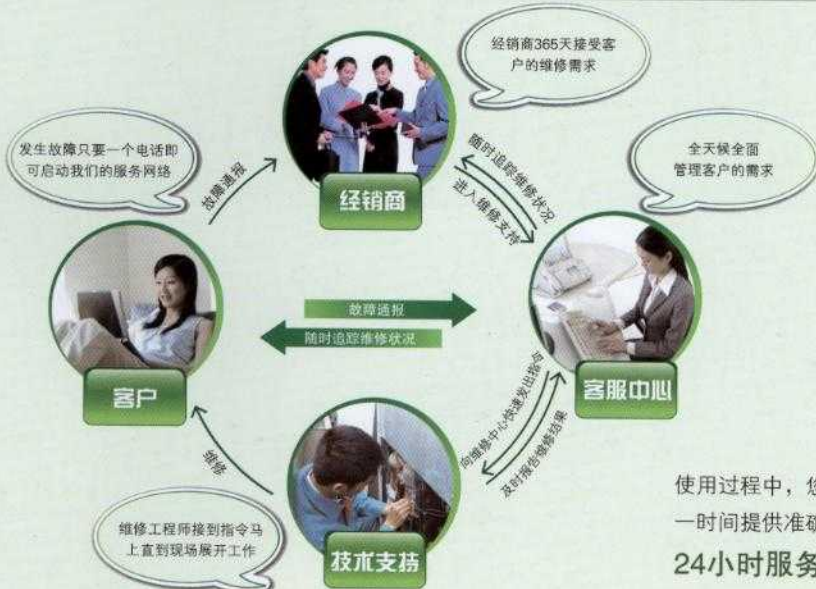 经销商365天接受客
户的维修需求
发生故障只要一个电话即
可启动我们的服务网络
全天候全面
管理客户的需求
故障通报
经销商
随时追踪维修状况
进入维修支持
故障通报
随时追踪维修状况
客户
客服中心
维修
向维修中心快速发出指令
及时报告维修结果
维修工程师接到指令马
上直到现场展开工作
技术支持
使用过程中，
一时间提供准
24小时服务